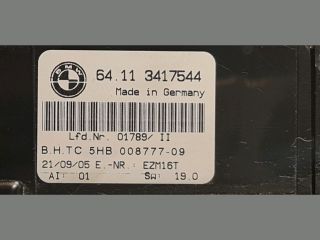 BMW
64.11 3417544
Made in Germany
Lfd.Nr. 01789/ II
B.H.TC 5HB 008777-09
21/09/05 E.-NR.: EZM16T
AI: 01 SW: 19.0